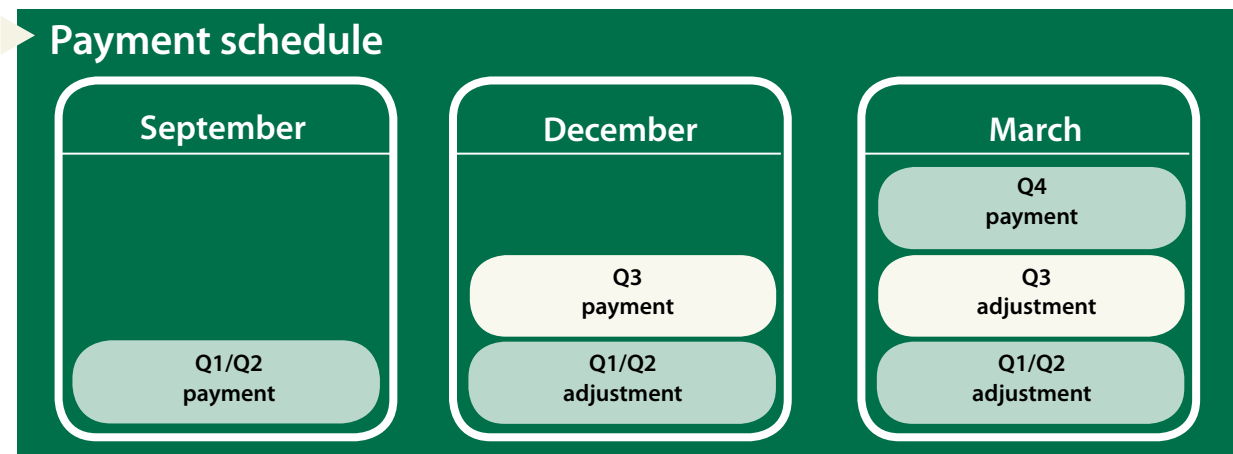 Payment schedule
September
Q1/Q2
payment
December
Q3
payment
Q1/Q2
adjustment
March
Q4
payment
Q3
adjustment
Q1/Q2
adjustment